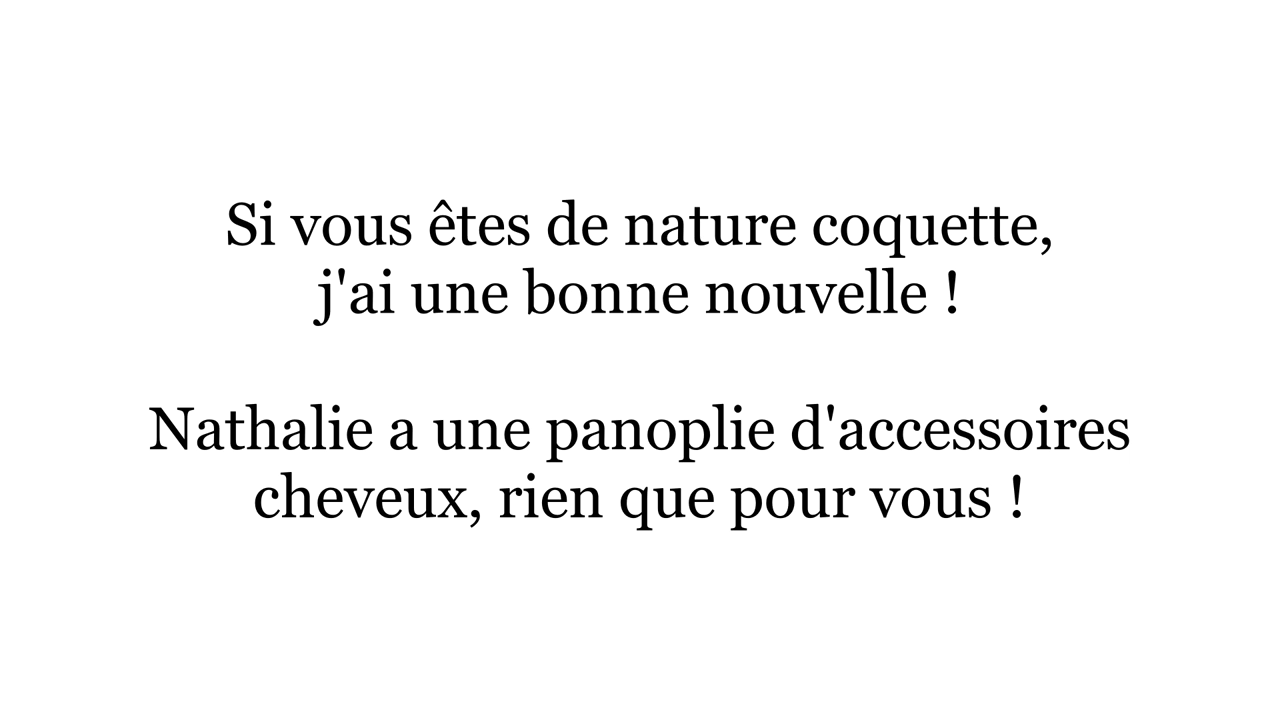 Si vous êtes de nature coquette,
j'ai une bonne nouvelle !
Nathalie a une panoplie d'accessoires
cheveux, rien que pour vous !